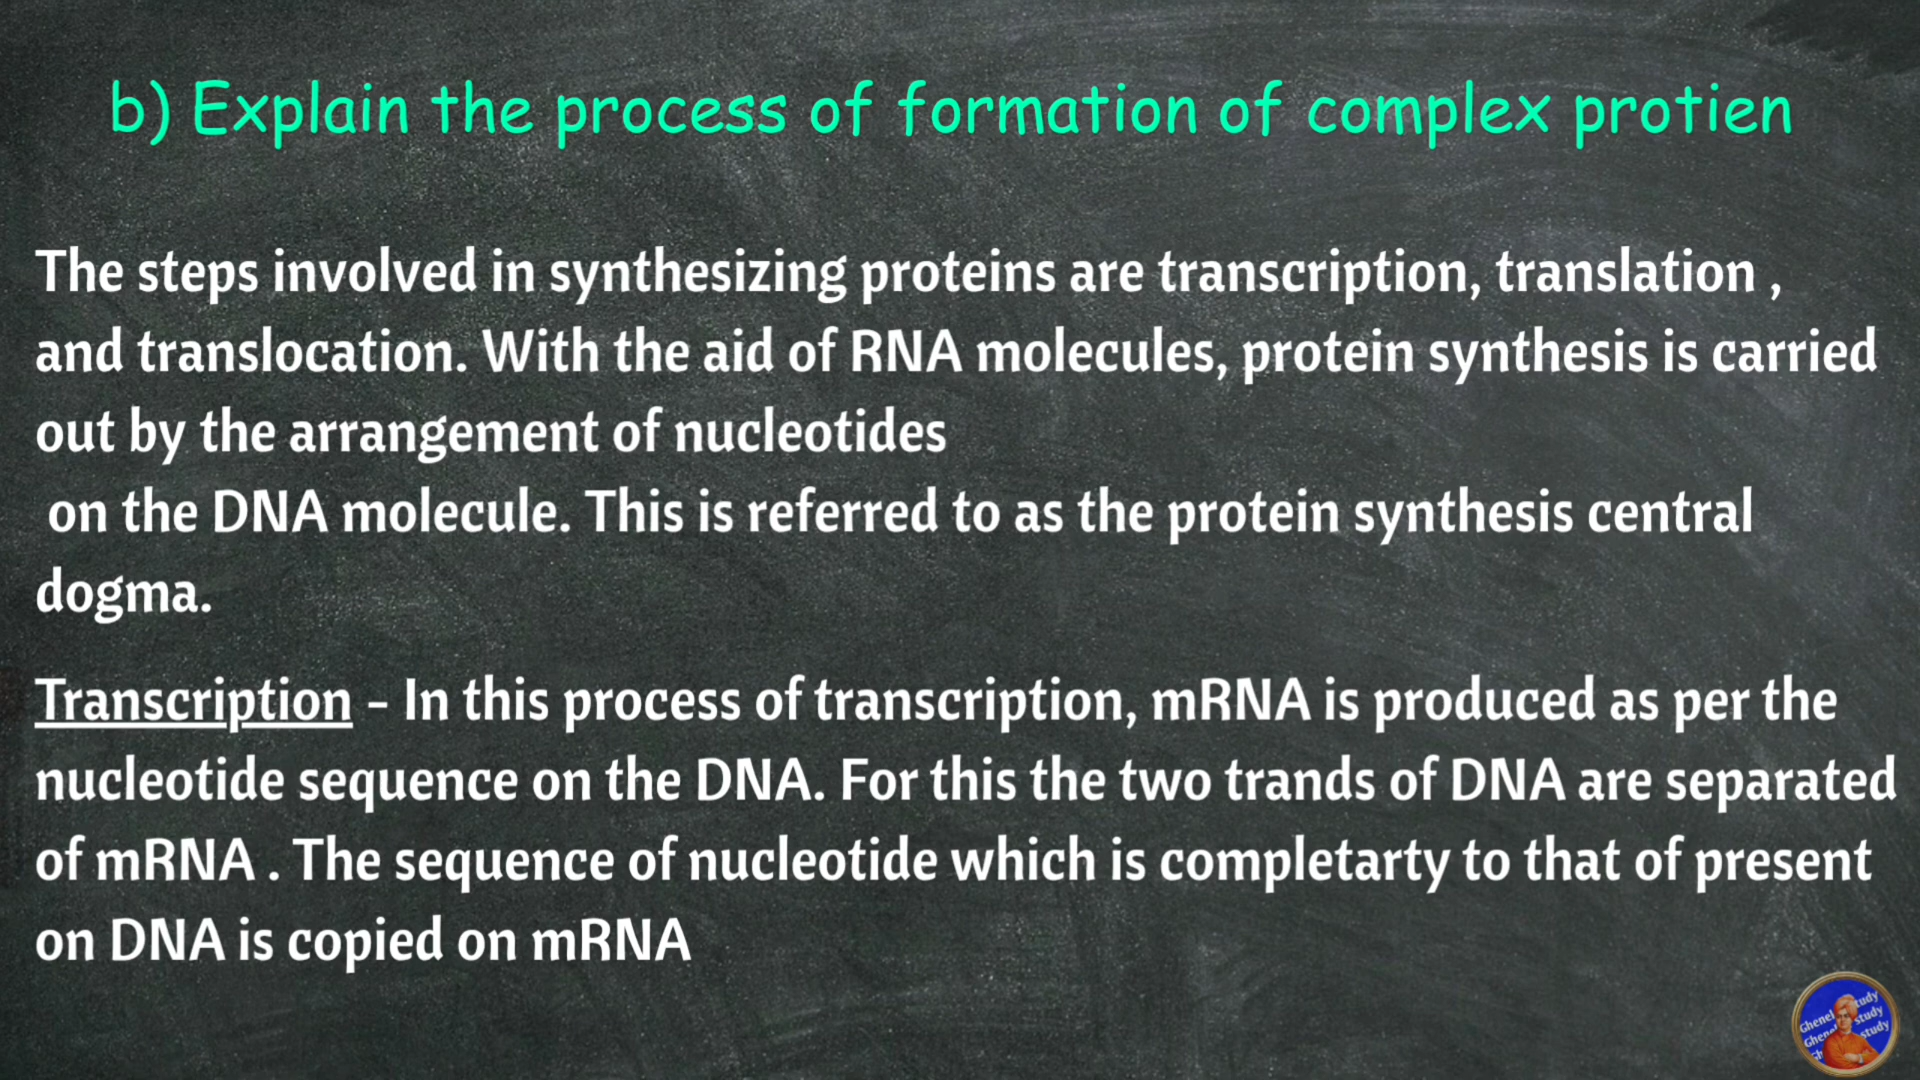 b) Explain the process of formation of complex protien
The steps involved in synthesizing proteins are transcription, translation ,
and translocation. With the aid of RNA molecules, protein synthesis is carried
out by the arrangement of nucleotides
on the DNA molecule. This is referred to as the protein synthesis central
dogma.
Transcription – In this process of transcription, mRNA is produced as per the
nucleotide sequence on the DNA. For this the two trands of DNA are separated
of mRNA . The sequence of nucleotide which is completarty to that of present
on DNA is copied on mRNA
Ghenel study
study
study